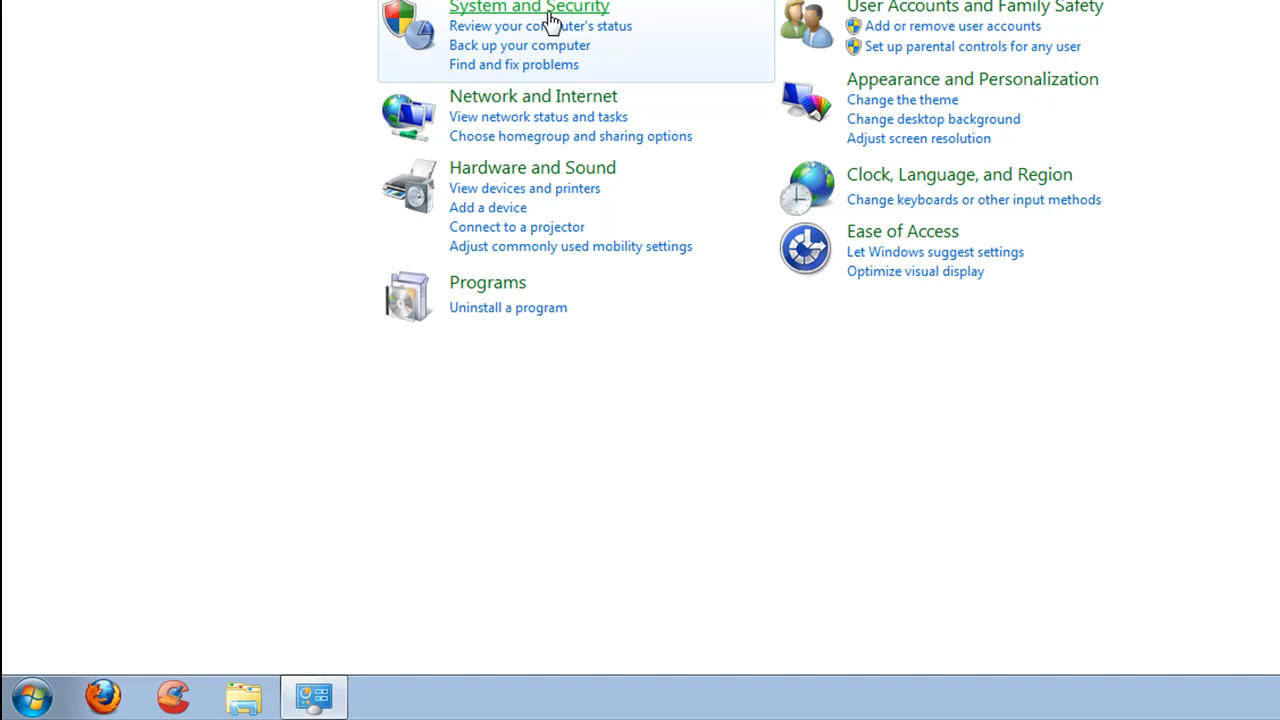 System and Security
Review your computer's status
Back up your computer
Find and fix problems
Network and Internet
View network status and tasks
Choose homegroup and sharing options
Hardware and Sound
View devices and printers
Add a device
Connect to a projector
Adjust commonly used mobility settings
Programs
Uninstall a program
User Accounts and Family Safety
Add or remove user accounts
Set up parental controls for any user
Appearance and Personalization
Change the theme
Change desktop background
Adjust screen resolution
Clock, Language, and Region
Change keyboards or other input methods
Ease of Access
Let Windows suggest settings
Optimize visual display